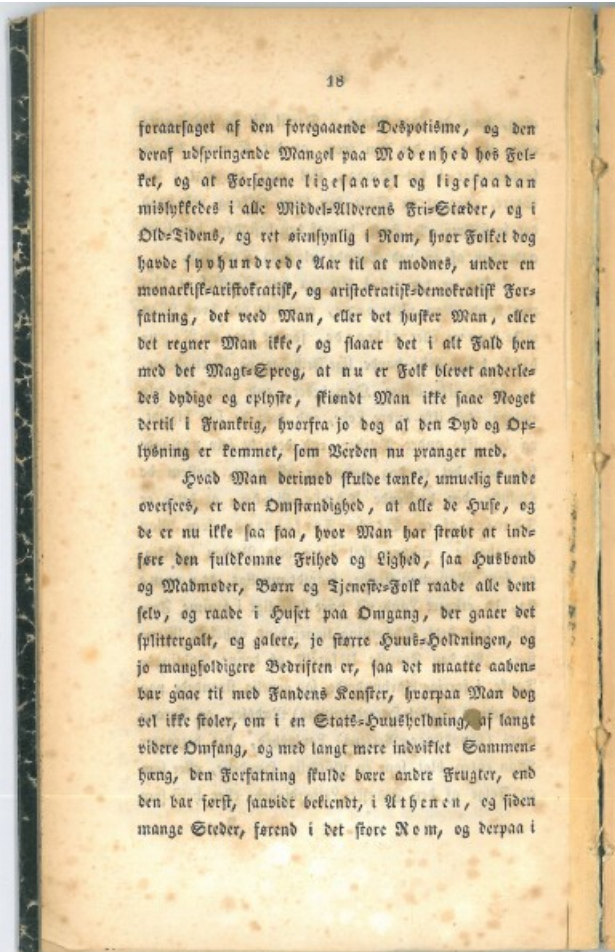 18
foraarsaget af den foregaaende Despotisme, og den
deraf udspringende Mangel paa Modenhed hos Fol-
ket, og at Forsøgene ligesaavel og ligesaadan
mislykkedes i alle Middel-Alderens Fri-Stæder, og i
Old-Tidens, og ret øiensynlig i Rom, hvor Folket dog
havde syvhundrede Aar til at modnes, under en
monarkisk-aristokratisk, og aristokratisk-demokratisk For-
fatning, det veed Man, eller det husker Man, eller
det regner Man ikke, og slaaer det i alt Fald hen
med det Magt-Sprog, at nu er Folk blevet anderle-
des dydige og oplyste, skiøndt Man ikke saae Noget
dertil i Frankrig, hvorfra jo dog al den Dyd og Op-
lysning er kommet, som Verden nu pranger med.
Hvad Man derimod skulde tænke, umuelig kunde
oversees, er den Omstændighed, at alle de Huse, og
de er nu ikke saa faa, hvor Man har stræbt at ind-
føre den fuldkomne Frihed og Lighed, saa Husbond
og Madmoder, Børn og Tjeneste-Folk raade alle dem
selv, og raade i Huset paa Omgang, der gaaer det
splittergalt, og galere, jo større Huus-Holdningen, og
jo mangfoldigere Bedriften er, saa det maatte aaben-
bar gaae til med Fandens Konster, hvorpaa Man dog
vel ikke stoler, om i en Stats-Huusholdning, af langt
videre Omfang, og med langt mere indviklet Sammen-
hæng, den Forfatning skulde bære andre Frugter, end
den bar først, saavidt bekiendt, i Athenen, og siden
mange Steder, førend i det store Rom, og derpaa i